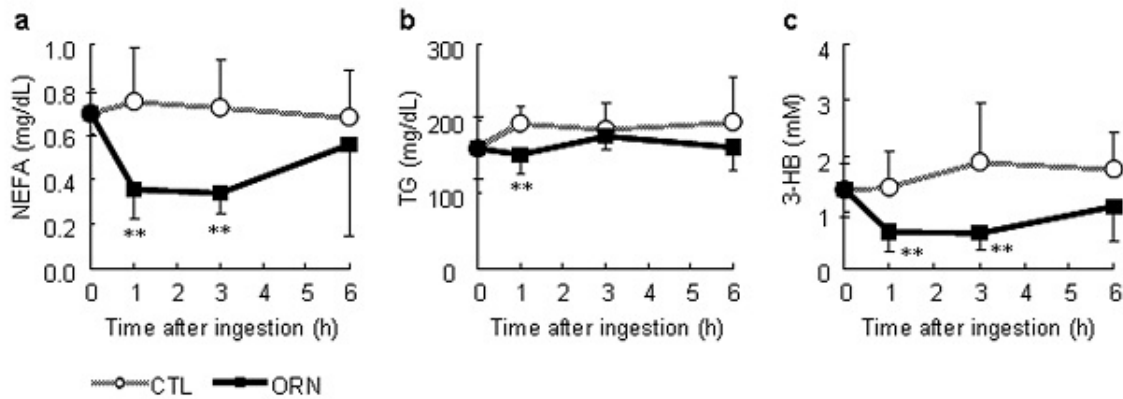 a
b
c
1.0
0.8
0.6
0.4
0.2
0.0
NEFA (mg/dL)
0 1 2 3 4 5 6
Time after ingestion (h)
** **
300
200
100
0
TG (mg/dL)
0 1 2 3 4 5 6
Time after ingestion (h)
**
4
3
2
1
0
3-HB (mM)
0 1 2 3 4 5 6
Time after ingestion (h)
** **
CTL ORN